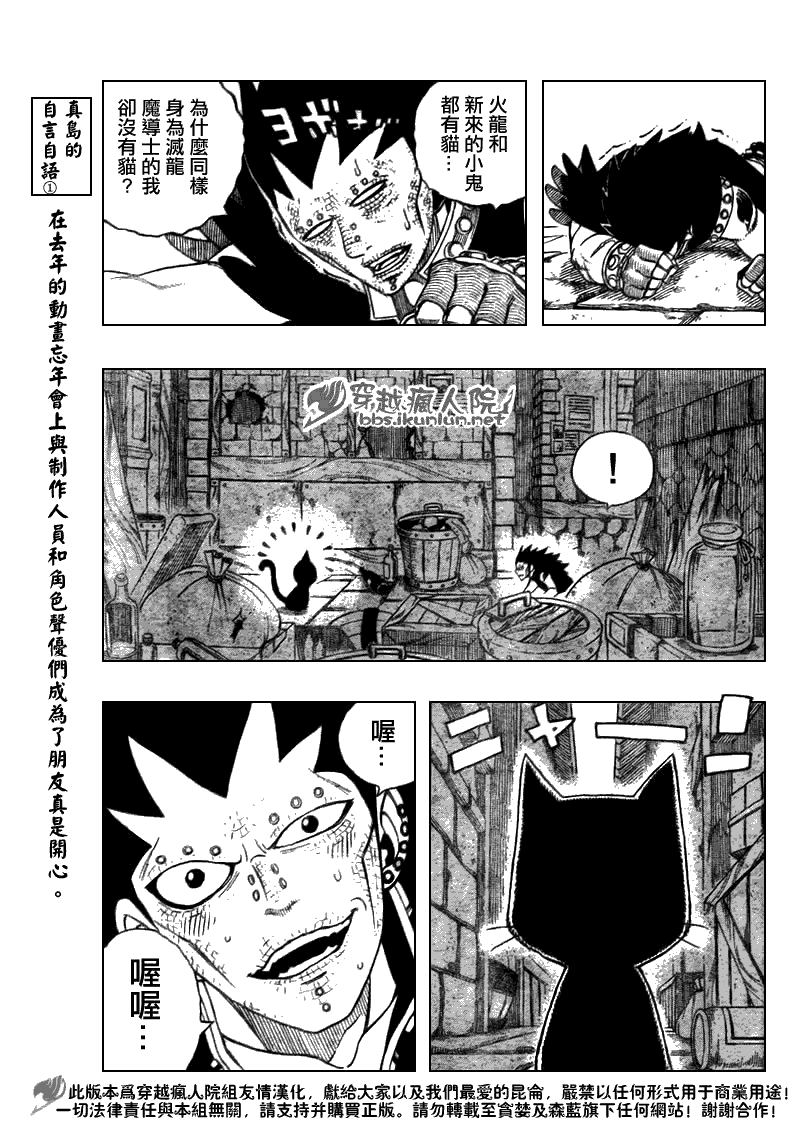 火龍和
新來的小鬼
都有貓…
為什麼同樣
身為滅龍
魔導士的我
卻沒有貓？
ヨボォ…
穿越瘋人院
bbs.ikunlun.net
！
ニャーーー
喔…
喔喔…
真島的
自言自語①
在去年的動畫忘年會上與制作人員和角色聲優們成為了朋友真是開心。
此版本爲穿越瘋人院組友情漢化，獻給大家以及我們最愛的昆侖，嚴禁以任何形式用于商業用途！
一切法律責任與本組無關，請支持并購買正版。請勿轉載至貪婪及森藍旗下任何網站！謝謝合作！